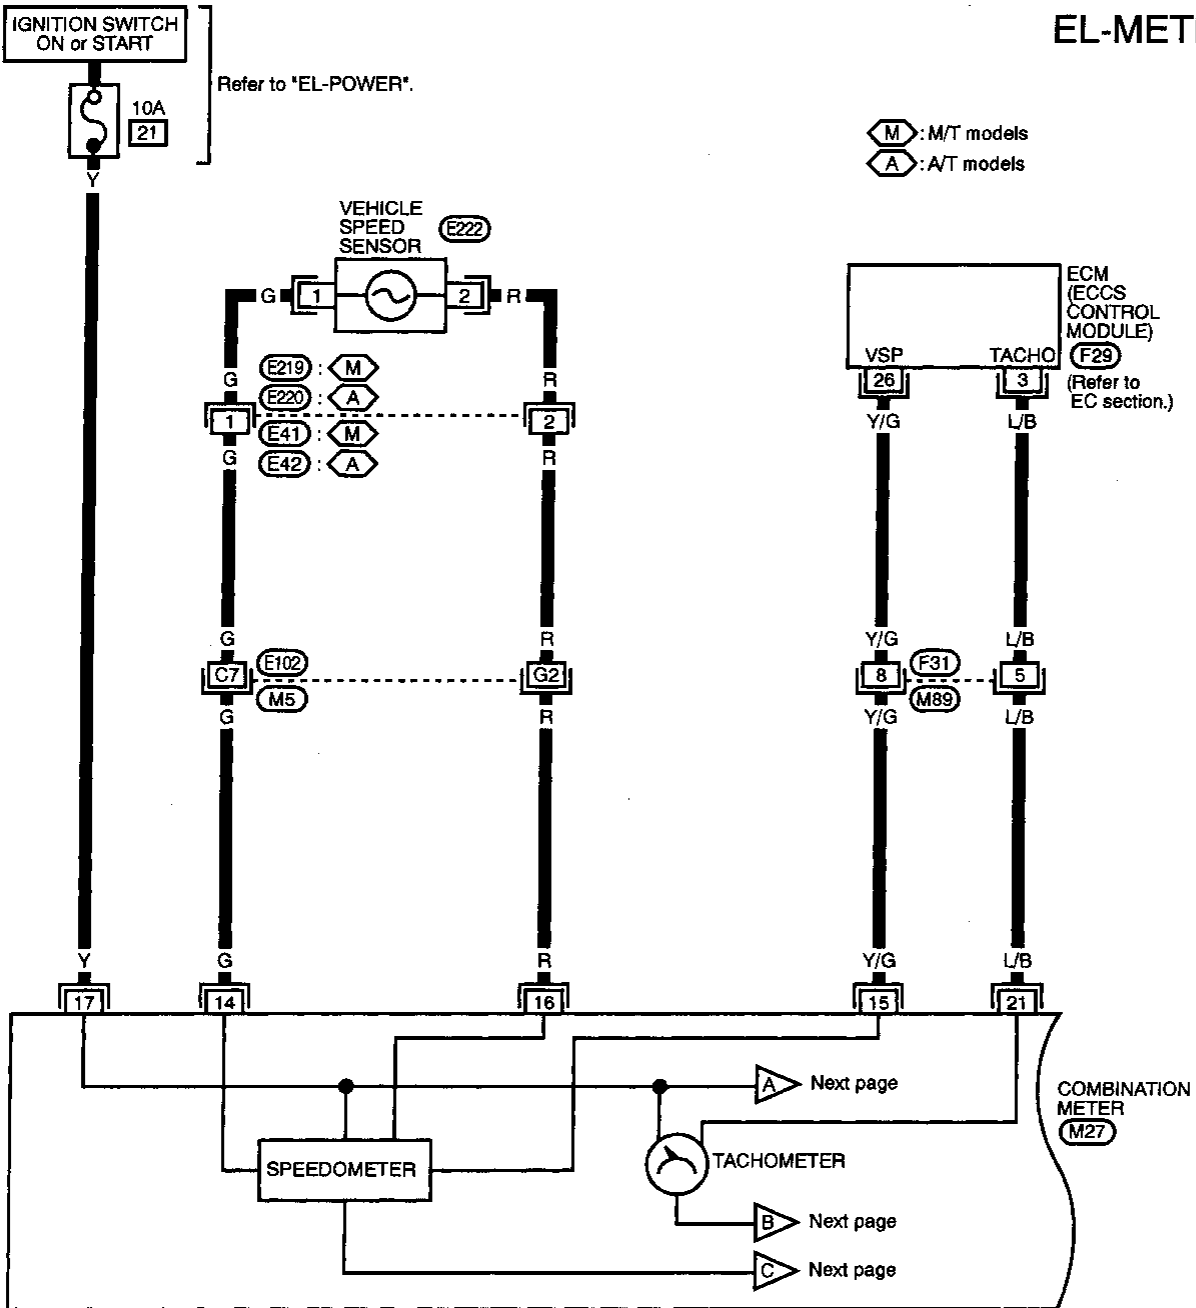 IGNITION SWITCH
ON or START
EL-MET
Refer to "EL-POWER".
10A
21
M : M/T models
A : A/T models
Y
VEHICLE
SPEED
SENSOR
E222
G 1 2 R
ECM
(ECCS
CONTROL
MODULE)
F29
(Refer to
EC section.)
VSP TACHO
26 3
Y/G L/B
G E219 : M R
E220 : A
1 2
E41 : M
G E42 : A R
G R Y/G L/B
C7 E102 G2 8 F31 5
M5 M89
G R Y/G L/B
Y G R Y/G L/B
17 14 16 15 21
A Next page
COMBINATION
METER
M27
SPEEDOMETER
TACHOMETER
B Next page
C Next page